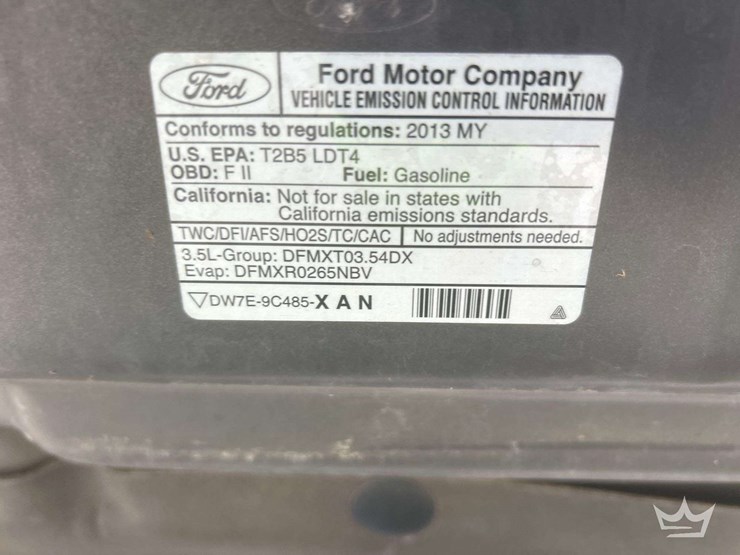 Ford
Ford Motor Company
VEHICLE EMISSION CONTROL INFORMATION
Conforms to regulations: 2013 MY
U.S. EPA: T2B5 LDT4
OBD: F II Fuel: Gasoline
California: Not for sale in states with
California emissions standards.
TWC/DFI/AFS/HO2S/TC/CAC No adjustments needed.
3.5L-Group: DFMXT03.54DX
Evap: DFMXR0265NBV
▽DW7E-9C485-X A N